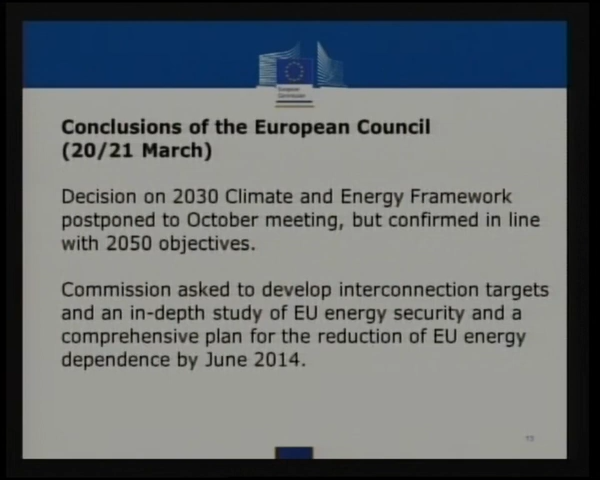 European
Commission
Conclusions of the European Council
(20/21 March)
Decision on 2030 Climate and Energy Framework
postponed to October meeting, but confirmed in line
with 2050 objectives.
Commission asked to develop interconnection targets
and an in-depth study of EU energy security and a
comprehensive plan for the reduction of EU energy
dependence by June 2014.